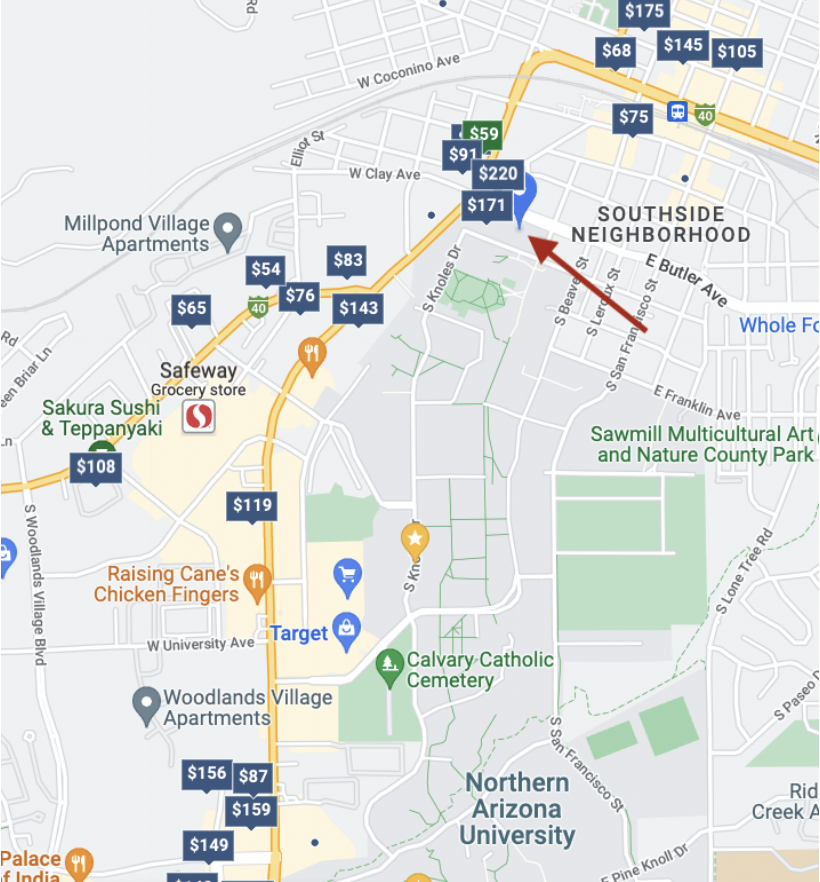 Rd
$175
$68
$145
$105
W Coconino Ave
$75
40
Elliot St
$59
$91
W Clay Ave
$220
$171
Millpond Village
Apartments
SOUTHSIDE
NEIGHBORHOOD
$83
$54
$76
$143
$65
40
S Knoles Dr
S Beaver St
S Leroux St
S San Francisco St
E Butler Ave
Whole Fo
Rd
een Briar Ln
Ln
Safeway
Grocery store
Sakura Sushi
& Teppanyaki
E Franklin Ave
Sawmill Multicultural Art
and Nature County Park
$108
$119
S Woodlands Village Blvd
S Kno
r
S Lone Tree Rd
Raising Cane's
Chicken Fingers
Target
W University Ave
Calvary Catholic
Cemetery
Woodlands Village
Apartments
S Paseo D
S San Francisco St
$156
$87
$159
$149
Northern
Arizona
University
Rid
Creek A
Palace
f India
E Pine Knoll Dr